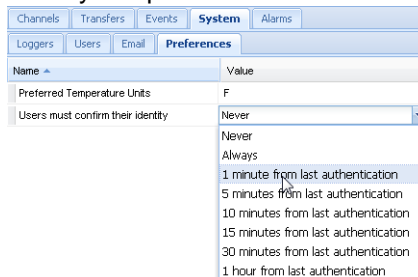 Channels Transfers Events System Alarms
Loggers Users Email Preferences
Name Value
Preferred Temperature Units F
Users must confirm their identity Never
Never
Always
1 minute from last authentication
5 minutes from last authentication
10 minutes from last authentication
15 minutes from last authentication
30 minutes from last authentication
1 hour from last authentication